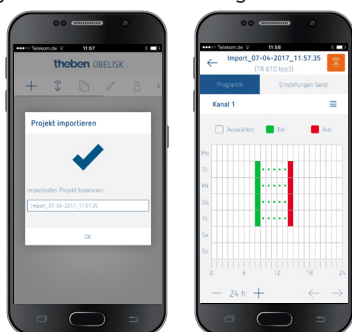 Telekom.de
11:57
theben OBELISK
Projekt importieren
Importiertes Projekt benennen:
Import_07-04-2017_11.57.35
OK
Telekom.de
11:58
Import_07-04-2017_11.57.35
[TR 610 top3]
Programm
Einstellungen Gerät
Kanal 1
Auswählen
Ein
Aus
Mo
Di
Mi
Do
Fr
Sa
So
0 6 12 18 24
24 h